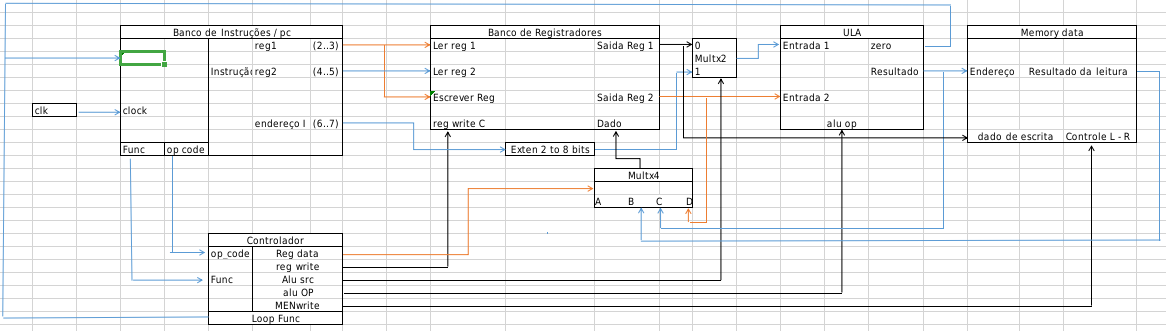 Banco de Instruções / pc
reg1 (2..3)
Instruçã reg2 (4..5)
clk
clock
endereço I (6..7)
Func op code
Banco de Registradores
Ler reg 1 Saida Reg 1
Ler reg 2
Escrever Reg Saida Reg 2
reg write C Dado
Exten 2 to 8 bits
0
Multx2
1
Multx4
A B C D
ULA
Entrada 1 zero
Resultado
Entrada 2
alu op
Memory data
Endereço Resultado da leitura
dado de escrita Controle L - R
Controlador
op_code Reg data
reg write
Func Alu src
alu OP
MENwrite
Loop Func